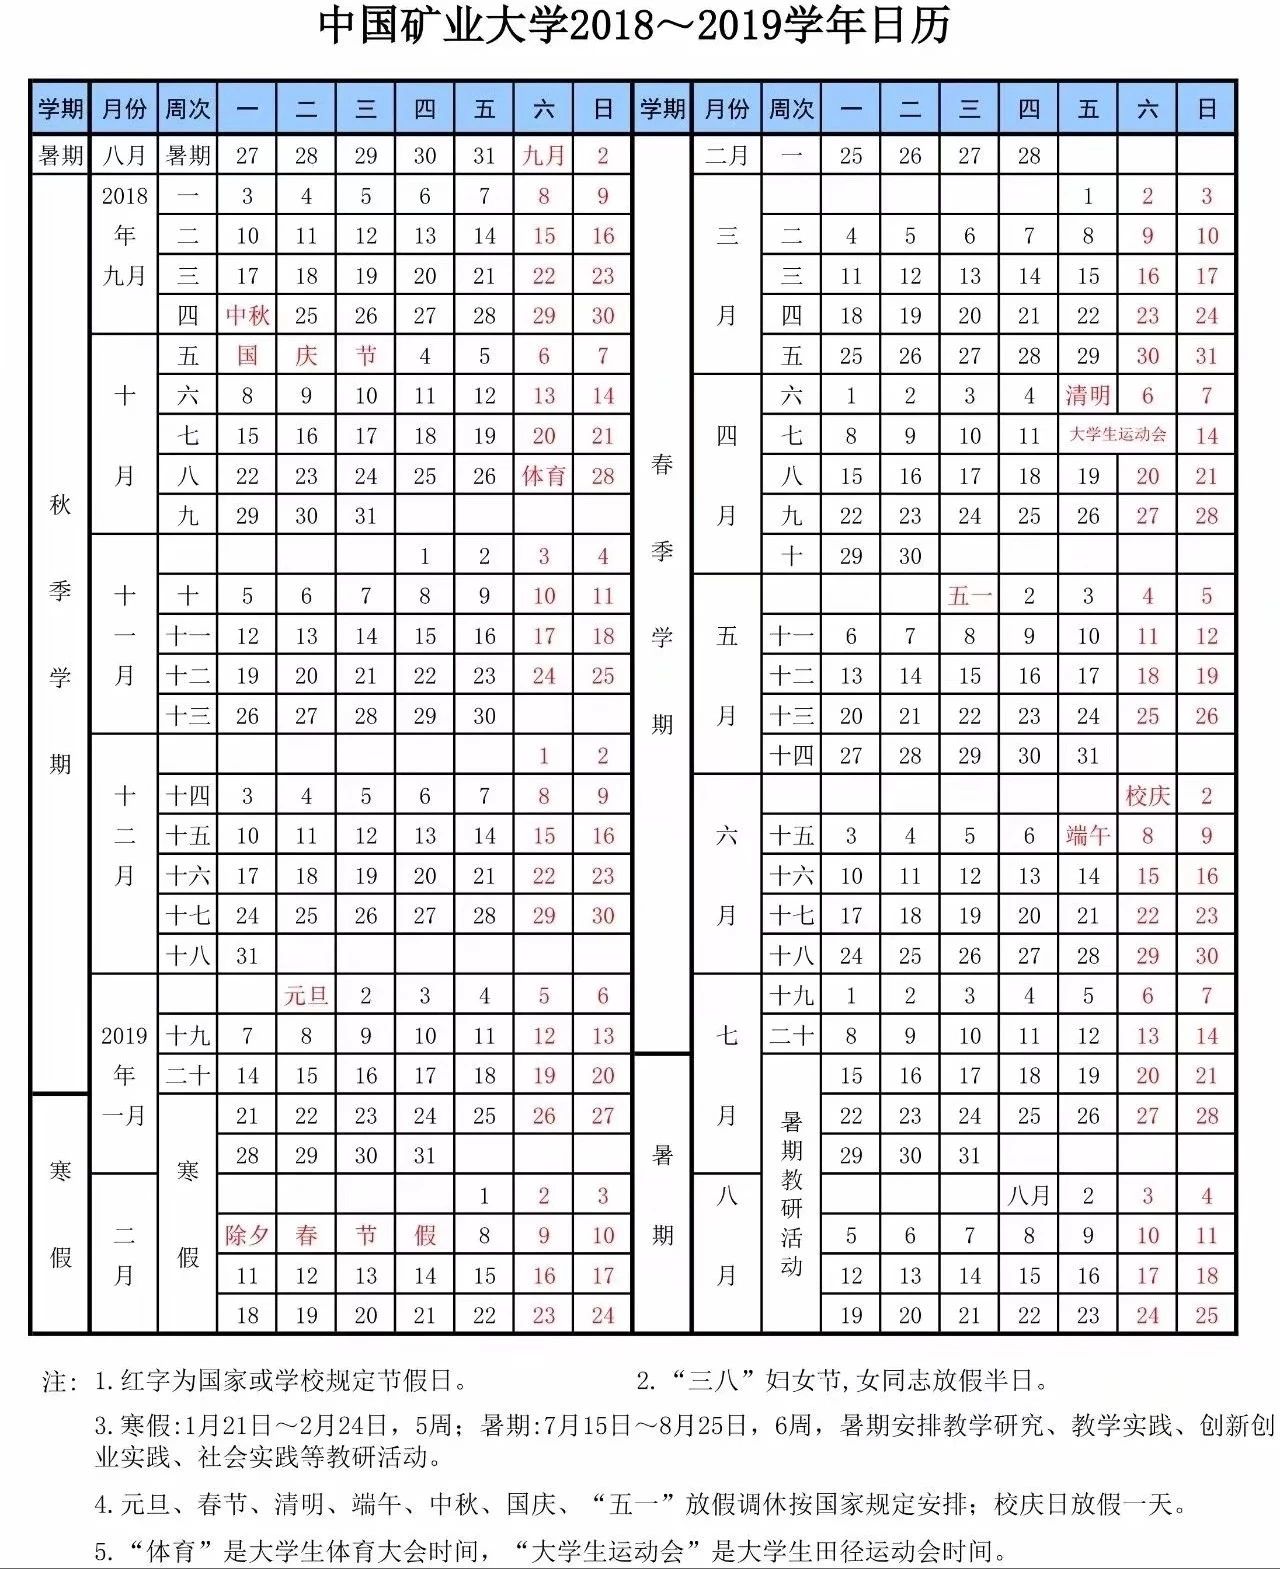 中国矿业大学2018～2019学年日历
学期 月份 周次 一 二 三 四 五 六 日 学期 月份 周次 一 二 三 四 五 六 日
暑期 八月 暑期 27 28 29 30 31 九月 2 二月 一 25 26 27 28
2018 一 3 4 5 6 7 8 9 1 2 3
年 二 10 11 12 13 14 15 16 三 二 4 5 6 7 8 9 10
九月 三 17 18 19 20 21 22 23 三 11 12 13 14 15 16 17
四 中秋 25 26 27 28 29 30 月 四 18 19 20 21 22 23 24
五 国 庆 节 4 5 6 7 五 25 26 27 28 29 30 31
十 六 8 9 10 11 12 13 14 六 1 2 3 4 清明 6 7
七 15 16 17 18 19 20 21 四 七 8 9 10 11 大学生运动会 14
月 八 22 23 24 25 26 体育 28 春 八 15 16 17 18 19 20 21
秋 九 29 30 31 月 九 22 23 24 25 26 27 28
1 2 3 4 季 十 29 30
季 十 十 5 6 7 8 9 10 11 五一 2 3 4 5
一 十一 12 13 14 15 16 17 18 学 五 十一 6 7 8 9 10 11 12
学 月 十二 19 20 21 22 23 24 25 十二 13 14 15 16 17 18 19
十三 26 27 28 29 30 期 月 十三 20 21 22 23 24 25 26
期 1 2 十四 27 28 29 30 31
十 十四 3 4 5 6 7 8 9 校庆 2
二 十五 10 11 12 13 14 15 16 六 十五 3 4 5 6 端午 8 9
月 十六 17 18 19 20 21 22 23 十六 10 11 12 13 14 15 16
十七 24 25 26 27 28 29 30 月 十七 17 18 19 20 21 22 23
十八 31 十八 24 25 26 27 28 29 30
元旦 2 3 4 5 6 十九 1 2 3 4 5 6 7
2019 十九 7 8 9 10 11 12 13 七 二十 8 9 10 11 12 13 14
年 二十 14 15 16 17 18 19 20 15 16 17 18 19 20 21
一月 21 22 23 24 25 26 27 月 暑期教研活动 22 23 24 25 26 27 28
寒 寒 28 29 30 31 暑 29 30 31
1 2 3 八 八月 2 3 4
假 二 假 除夕 春 节 假 8 9 10 期 5 6 7 8 9 10 11
月 11 12 13 14 15 16 17 月 12 13 14 15 16 17 18
18 19 20 21 22 23 24 19 20 21 22 23 24 25
注: 1.红字为国家或学校规定节假日。 2.“三八”妇女节,女同志放假半日。
3.寒假:1月21日～2月24日，5周；暑期:7月15日～8月25日，6周，暑期安排教学研究、教学实践、创新创
业实践、社会实践等教研活动。
4.元旦、春节、清明、端午、中秋、国庆、“五一”放假调休按国家规定安排；校庆日放假一天。
5.“体育”是大学生体育大会时间，“大学生运动会”是大学生田径运动会时间。